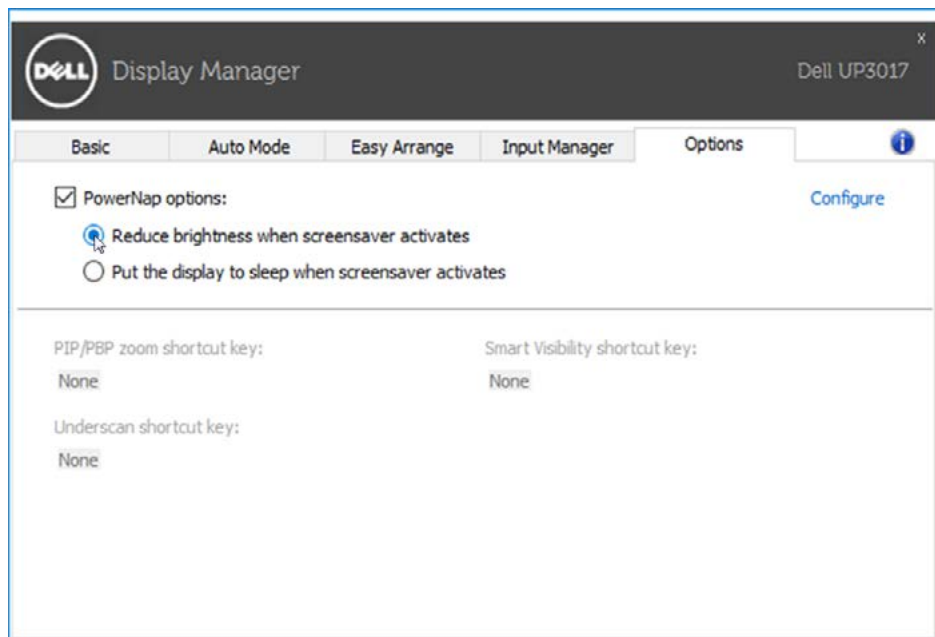 x
DELL Display Manager Dell UP3017
Basic Auto Mode Easy Arrange Input Manager Options i
PowerNap options: Configure
Reduce brightness when screensaver activates
Put the display to sleep when screensaver activates
PIP/PBP zoom shortcut key: Smart Visibility shortcut key:
None None
Underscan shortcut key:
None